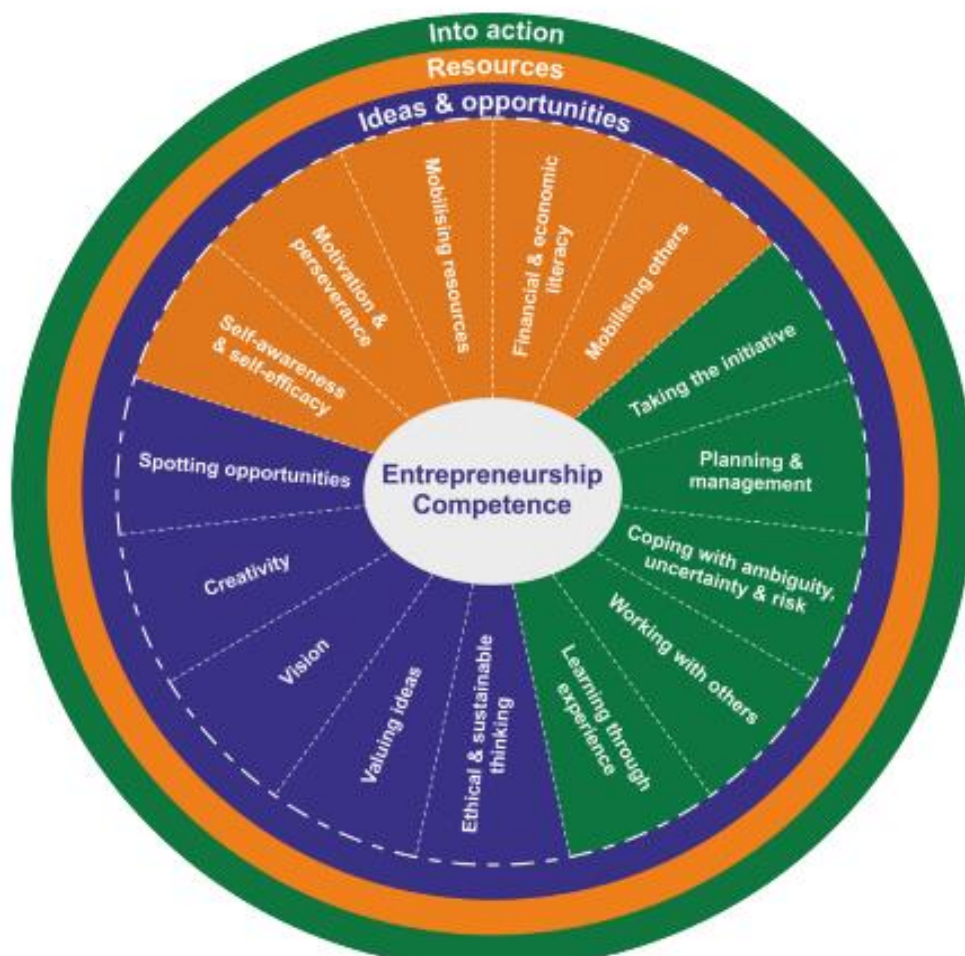 Into action
Resources
Ideas & opportunities
Self-awareness
& self-efficacy
Motivation &
perseverance
Mobilising resources
Financial & economic
literacy
Mobilising others
Taking the initiative
Planning &
management
Coping with ambiguity,
uncertainty & risk
Working with others
Learning through
experience
Ethical & sustainable
thinking
Valuing ideas
Vision
Creativity
Spotting opportunities
Entrepreneurship
Competence